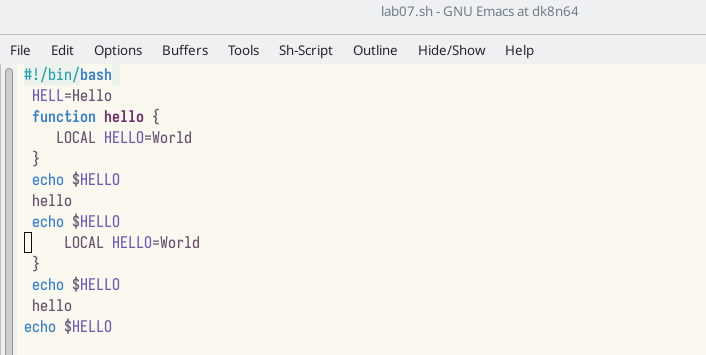 lab07.sh - GNU Emacs at dk8n64
File Edit Options Buffers Tools Sh-Script Outline Hide/Show Help
#!/bin/bash
HELL=Hello
function hello {
LOCAL HELLO=World
}
echo $HELLO
hello
echo $HELLO
LOCAL HELLO=World
}
echo $HELLO
hello
echo $HELLO